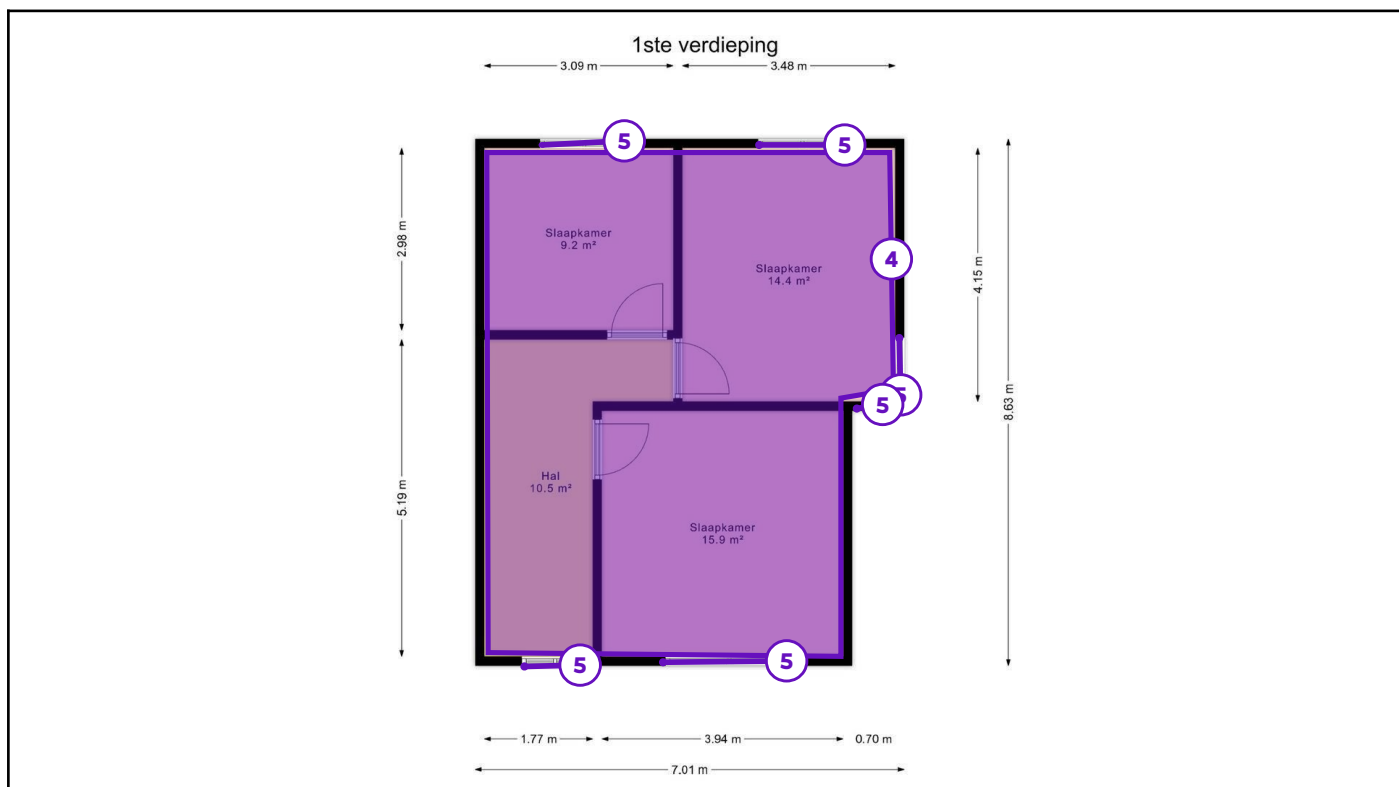 1ste verdieping
3.09 m
3.48 m
5
5
2.98 m
Slaapkamer
9.2 m²
4
Slaapkamer
14.4 m²
4.15 m
8.63 m
5
5
Hal
10.5 m²
5.19 m
Slaapkamer
15.9 m²
5
5
1.77 m
3.94 m
0.70 m
7.01 m